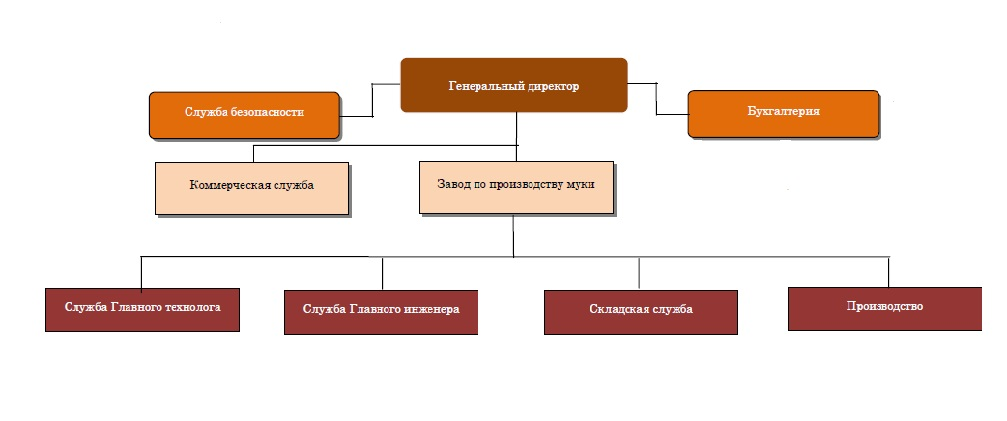 Генеральный директор
Служба безопасности
Бухгалтерия
Коммерческая служба
Завод по производству муки
Служба Главного технолога
Служба Главного инженера
Складская служба
Производство